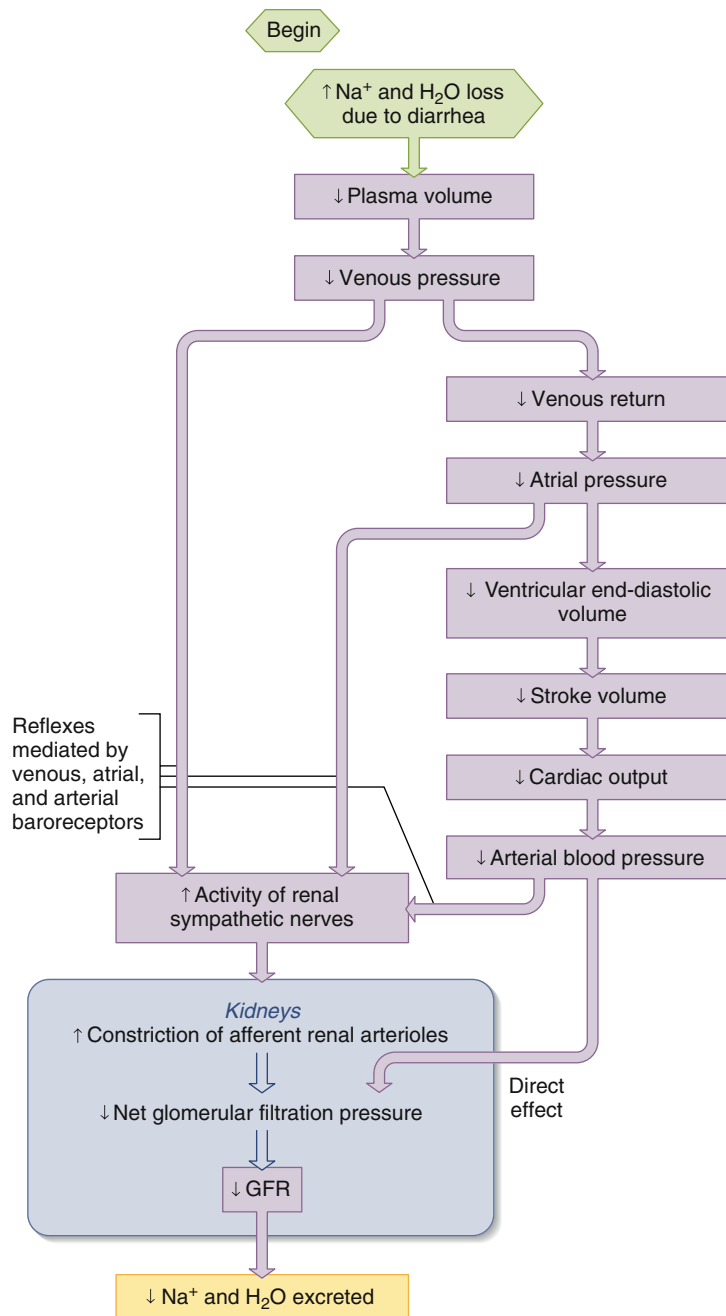 Begin
↑ Na⁺ and H₂O loss
due to diarrhea
↓ Plasma volume
↓ Venous pressure
↓ Venous return
↓ Atrial pressure
↓ Ventricular end-diastolic
volume
↓ Stroke volume
↓ Cardiac output
↓ Arterial blood pressure
Reflexes
mediated by
venous, atrial,
and arterial
baroreceptors
↑ Activity of renal
sympathetic nerves
Kidneys
↑ Constriction of afferent renal arterioles
↓ Net glomerular filtration pressure
Direct
effect
↓ GFR
↓ Na⁺ and H₂O excreted